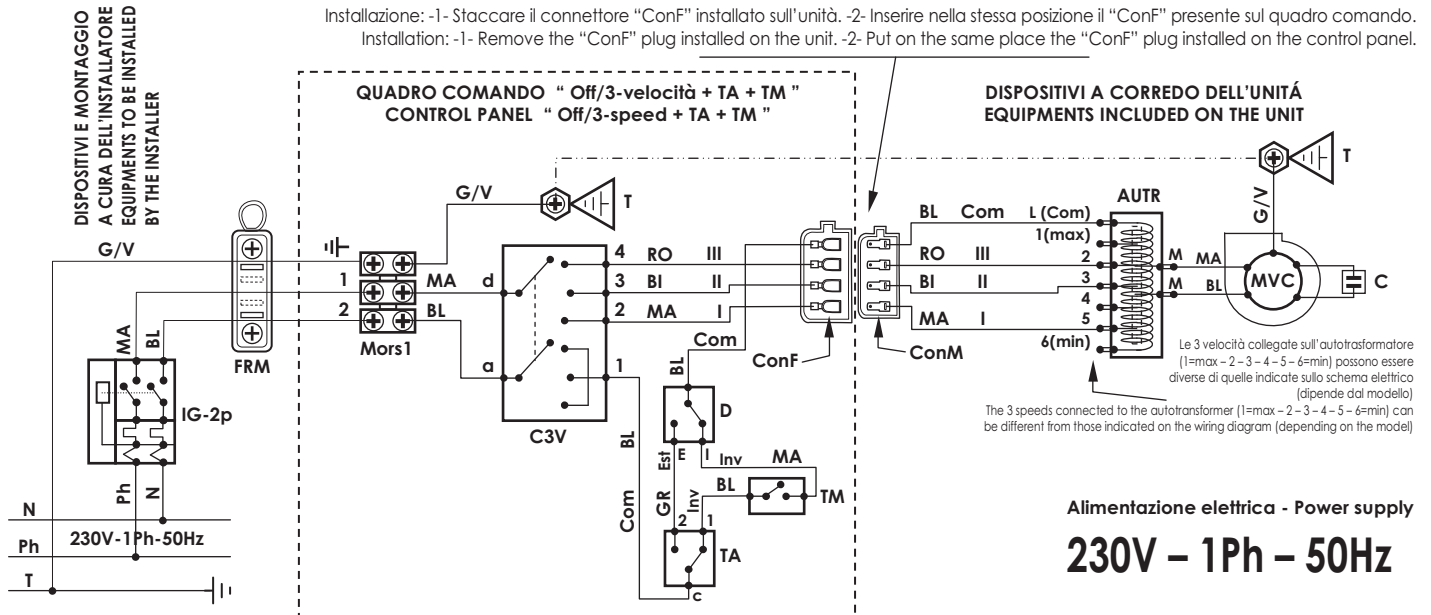 Installazione: -1- Staccare il connettore “ConF” installato sull’unità. -2- Inserire nella stessa posizione il “ConF” presente sul quadro comando.
Installation: -1- Remove the “ConF” plug installed on the unit. -2- Put on the same place the “ConF” plug installed on the control panel.
DISPOSITIVI E MONTAGGIO
A CURA DELL’INSTALLATORE
EQUIPMENTS TO BE INSTALLED
BY THE INSTALLER
QUADRO COMANDO “ Off/3-velocità + TA + TM ”
CONTROL PANEL “ Off/3-speed + TA + TM ”
DISPOSITIVI A CORREDO DELL’UNITÁ
EQUIPMENTS INCLUDED ON THE UNIT
G/V
FRM
MA
BL
IG-2p
Ph
N
N
230V-1Ph-50Hz
Ph
T
1
2
Mors1
G/V
T
MA
BL
d
a
4
3
2
1
C3V
RO III
BI II
MA I
Com
BL
ConF
BL
Com
D
E
I
Est
Inv
MA
GR
Inv
BL
TM
2
1
TA
c
ConM
BL Com
RO III
BI II
MA I
L (Com)
1(max)
2
3
4
5
6(min)
AUTR
M MA
M BL
G/V
T
MVC
C
Le 3 velocità collegate sull’autotrasformatore
(1=max – 2 – 3 – 4 – 5 – 6=min) possono essere
diverse di quelle indicate sullo schema elettrico
(dipende dal modello)
The 3 speeds connected to the autotransformer (1=max – 2 – 3 – 4 – 5 – 6=min) can
be different from those indicated on the wiring diagram (depending on the model)
Alimentazione elettrica - Power supply
230V – 1Ph – 50Hz